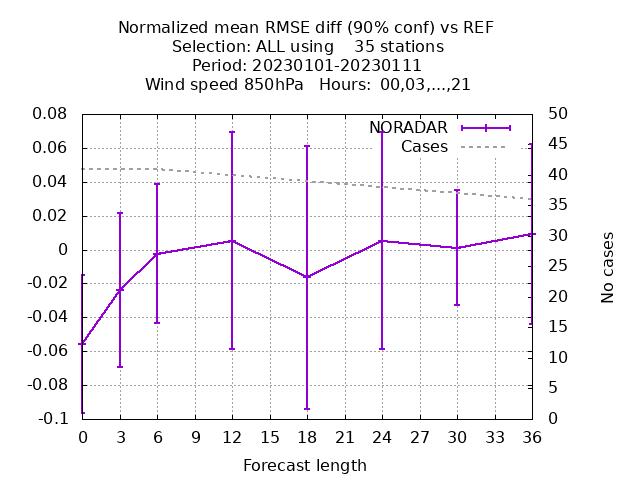 Normalized mean RMSE diff (90% conf) vs REF
Selection: ALL using    35 stations
Period: 20230101-20230111
Wind speed 850hPa   Hours: 00,03,...,21
NORADAR
Cases
0.08
0.06
0.04
0.02
0
-0.02
-0.04
-0.06
-0.08
-0.1
50
45
40
35
30
25
20
15
10
5
0
No cases
0 3 6 9 12 15 18 21 24 27 30 33 36
Forecast length